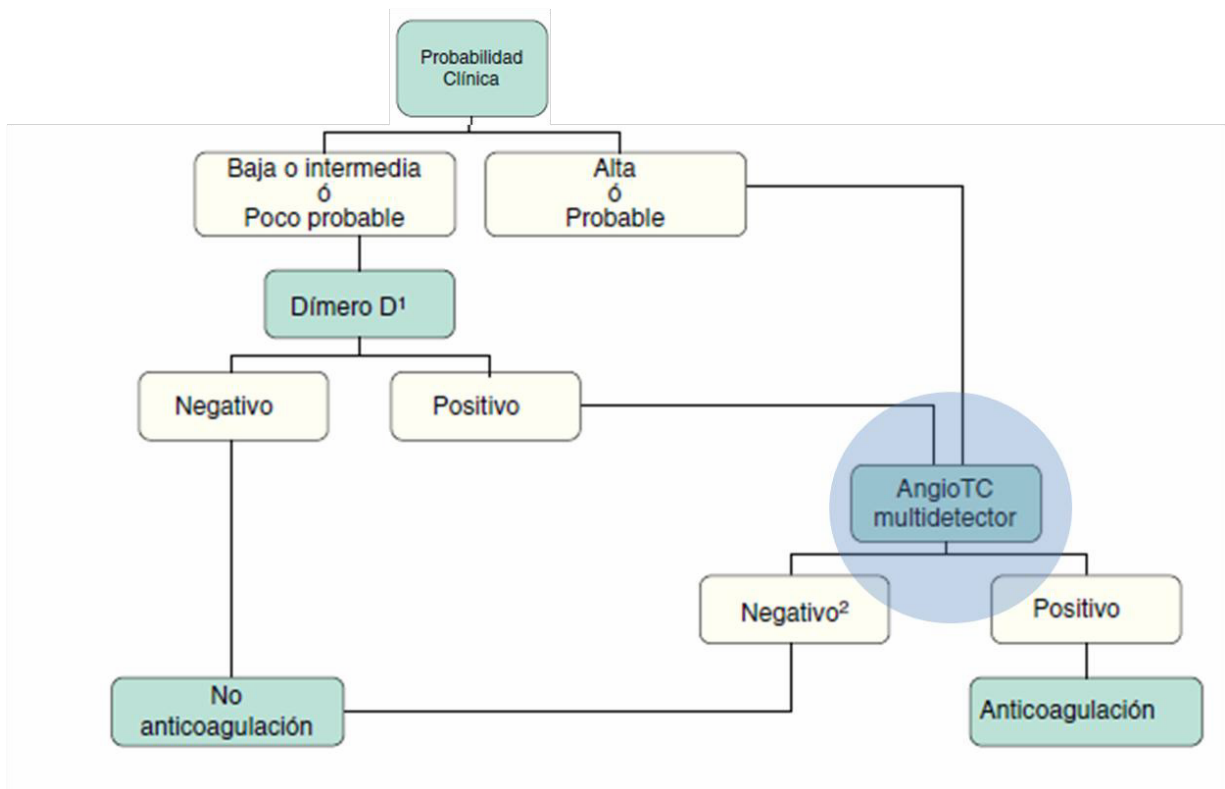 Probabilidad
Clínica
Baja o intermedia
ó
Poco probable
Alta
ó
Probable
Dímero D¹
Negativo
Positivo
AngioTC
multidetector
Negativo²
Positivo
No
anticoagulación
Anticoagulación